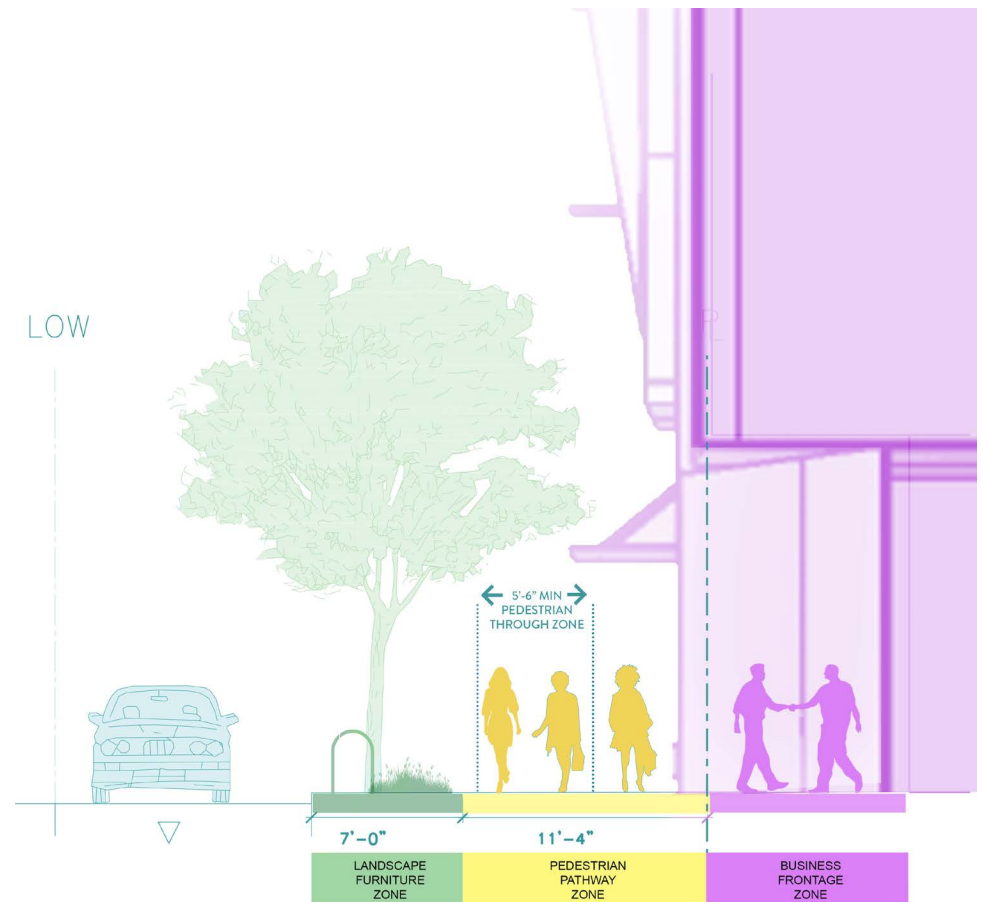 LOW
PL
5'-6" MIN
PEDESTRIAN
THROUGH ZONE
7'-0"
11'-4"
LANDSCAPE
FURNITURE
ZONE
PEDESTRIAN
PATHWAY
ZONE
BUSINESS
FRONTAGE
ZONE